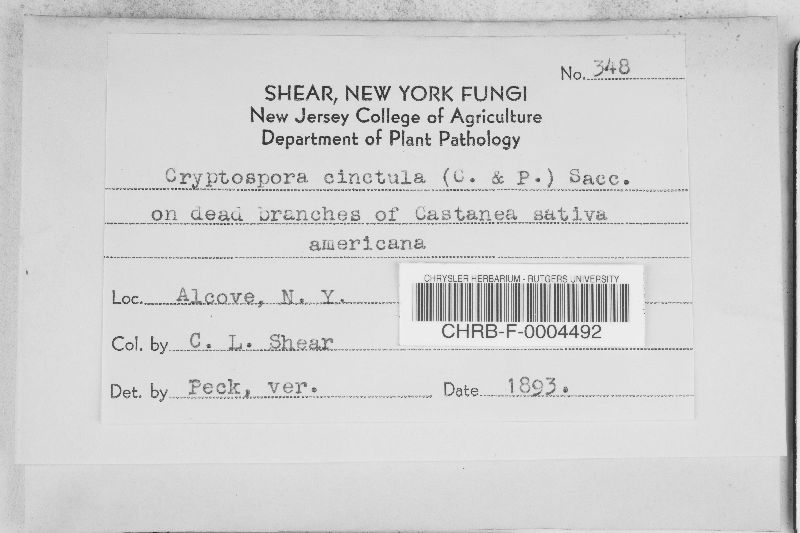 No. 348
SHEAR, NEW YORK FUNGI
New Jersey College of Agriculture
Department of Plant Pathology
Cryptospora cinctula (C. & P.) Sacc.
on dead branches of Castanea sativa
americana
CHRYSLER HERBARIUM - RUTGERS UNIVERSITY
CHRB-F-0004492
Loc. Alcove, N. Y.
Col. by C. L. Shear
Det. by Peck, ver. Date 1893.